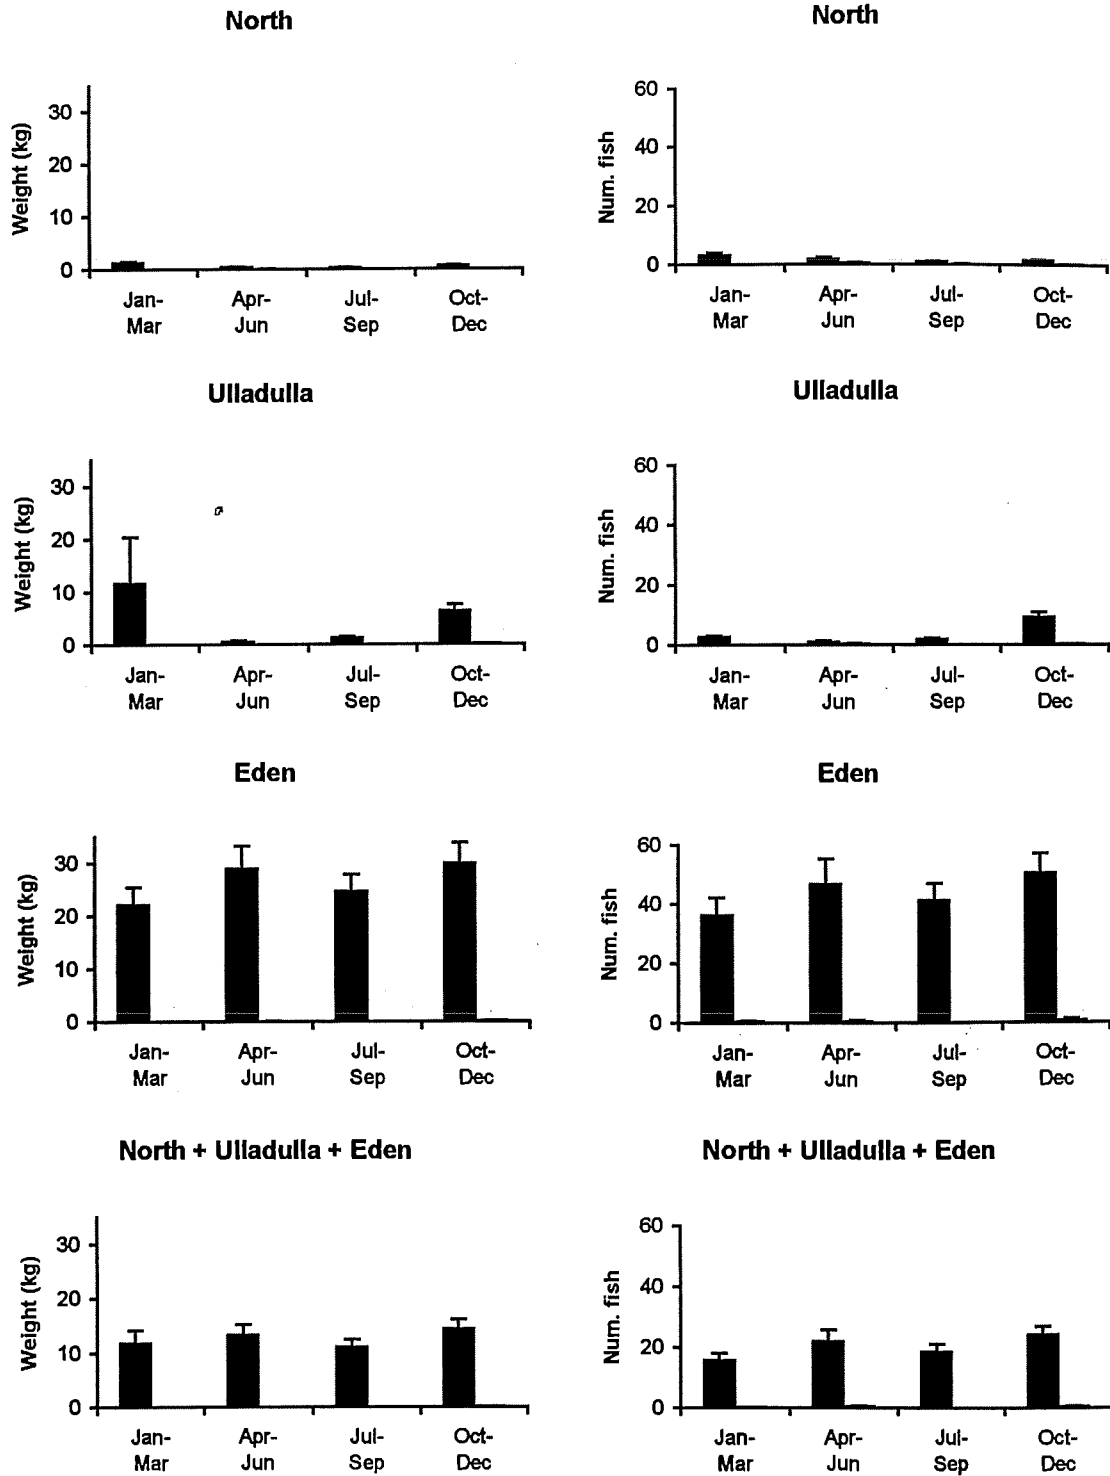 North
Weight (kg)
30
20
10
0
Jan-
Mar
Apr-
Jun
Jul-
Sep
Oct-
Dec
North
Num. fish
60
40
20
0
Jan-
Mar
Apr-
Jun
Jul-
Sep
Oct-
Dec
Ulladulla
Weight (kg)
30
20
10
0
Jan-
Mar
Apr-
Jun
Jul-
Sep
Oct-
Dec
Ulladulla
Num. fish
60
40
20
0
Jan-
Mar
Apr-
Jun
Jul-
Sep
Oct-
Dec
Eden
Weight (kg)
30
20
10
0
Jan-
Mar
Apr-
Jun
Jul-
Sep
Oct-
Dec
Eden
Num. fish
60
40
20
0
Jan-
Mar
Apr-
Jun
Jul-
Sep
Oct-
Dec
North + Ulladulla + Eden
Weight (kg)
30
20
10
0
Jan-
Mar
Apr-
Jun
Jul-
Sep
Oct-
Dec
North + Ulladulla + Eden
Num. fish
60
40
20
0
Jan-
Mar
Apr-
Jun
Jul-
Sep
Oct-
Dec